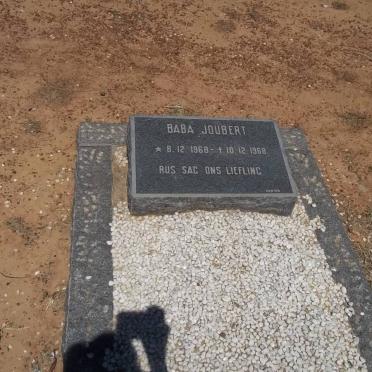 BABA JOUBERT
* 8.12.1968 - † 10.12.1968
RUS SAG ONS LIEFLING